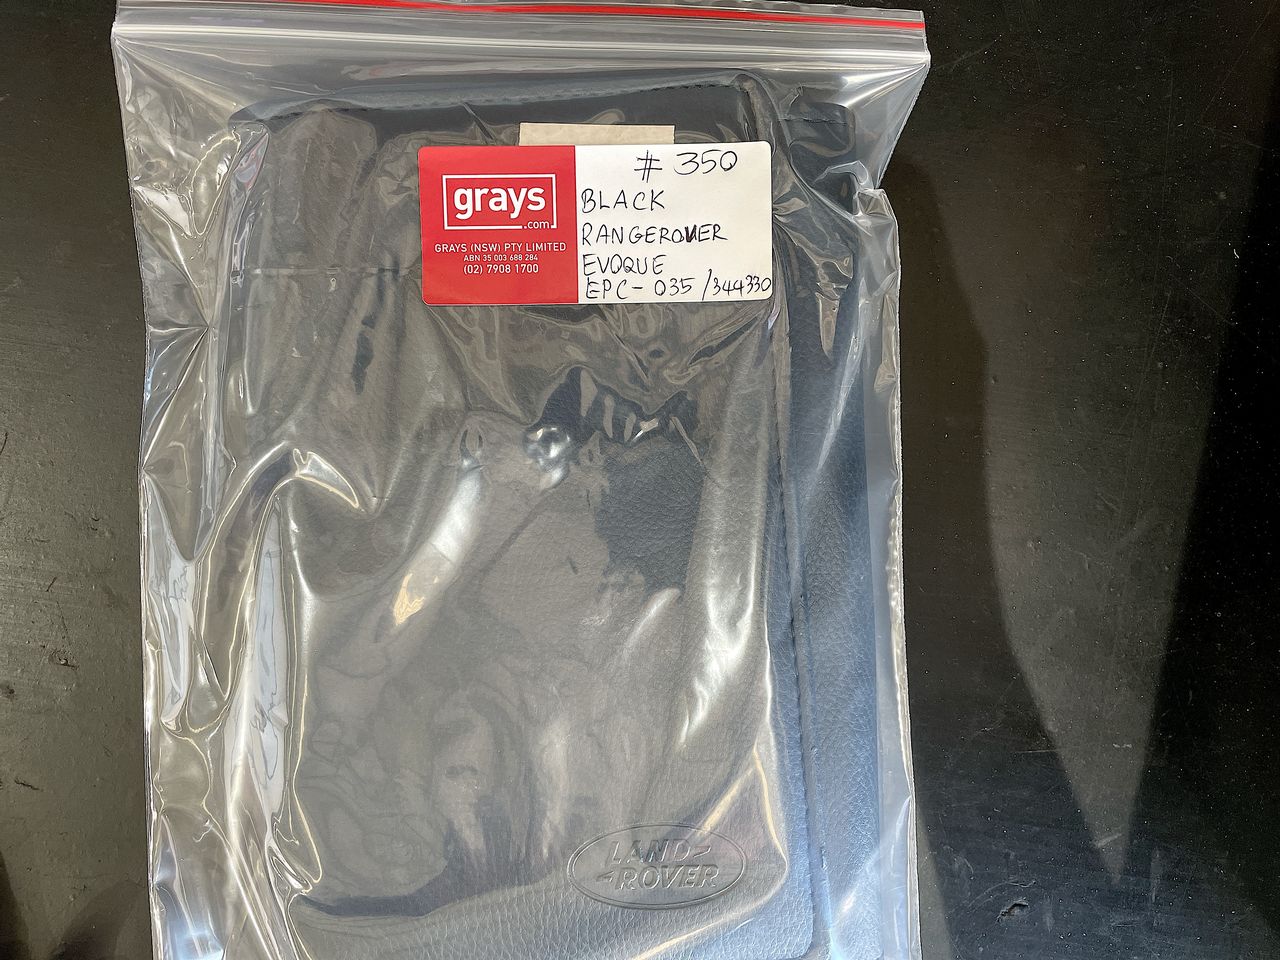 grays
.com
GRAYS (NSW) PTY LIMITED
ABN 35 003 688 284
(02) 7908 1700
# 350
BLACK
RANGEROVER
EVOQUE
EPC - 035 /344330
LAND
ROVER